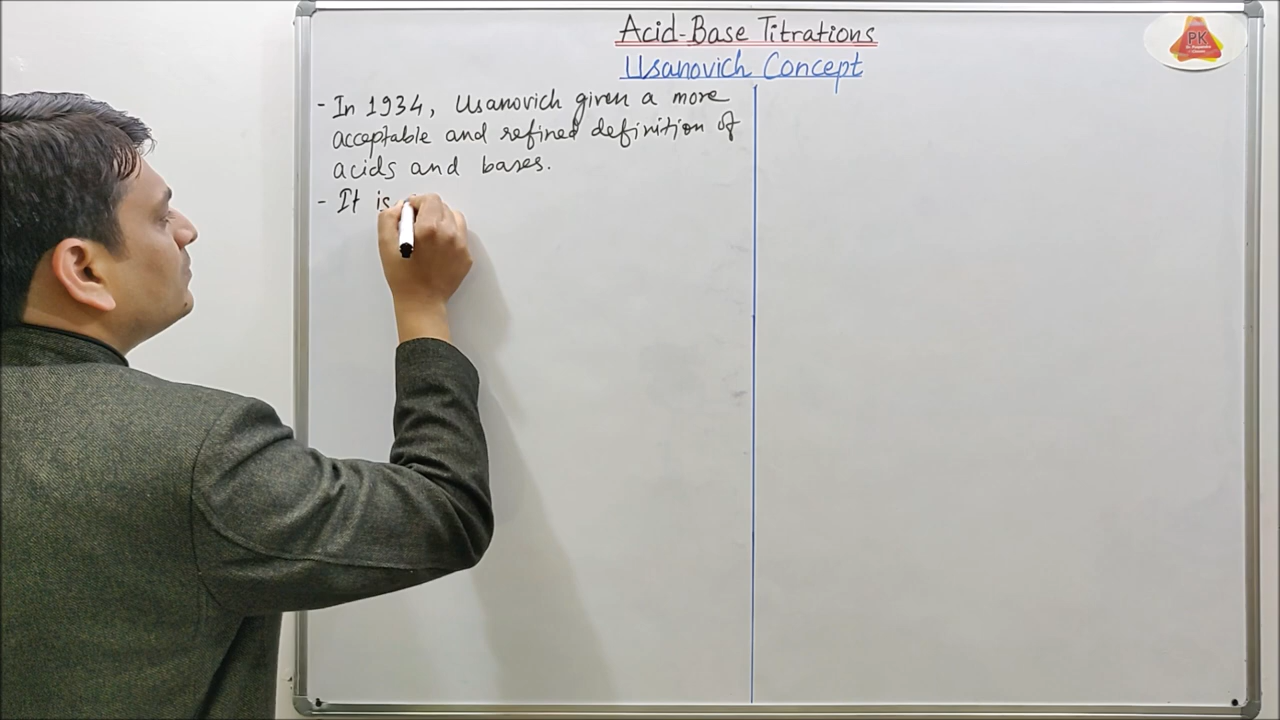 Acid-Base Titrations
Usanovich Concept
- In 1934, Usanovich given a more
acceptable and refined definition of
acids and bases.
- It is
PK